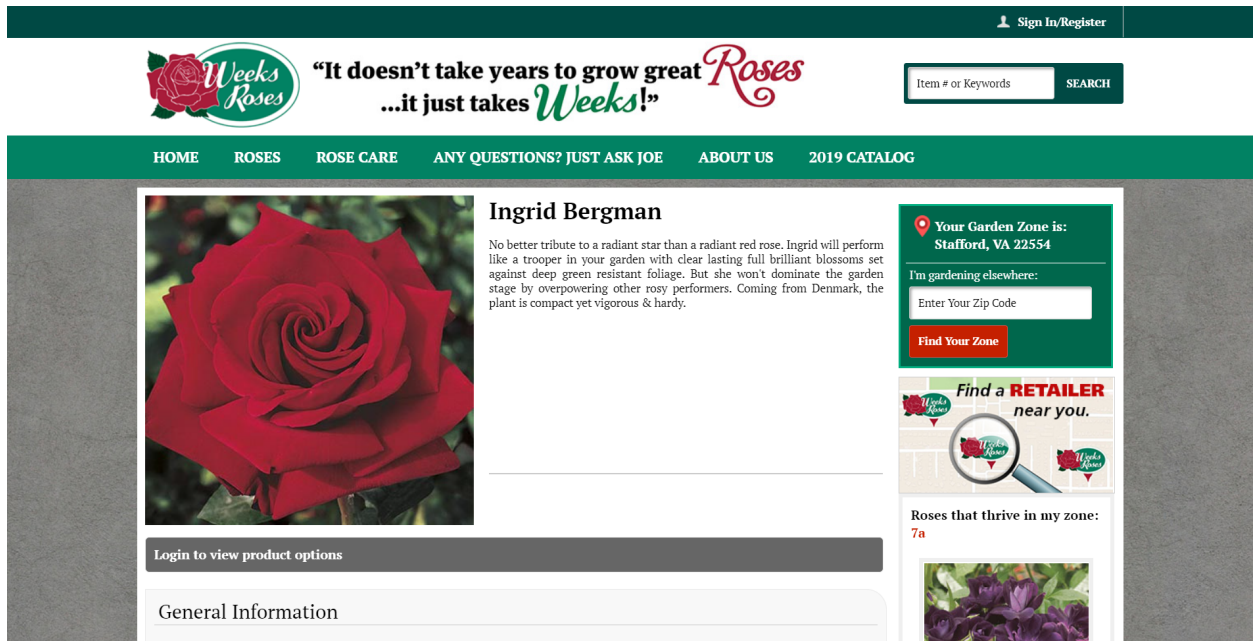 Sign In/Register
Weeks
Roses
“It doesn’t take years to grow great Roses
...it just takes Weeks!”
Item # or Keywords
SEARCH
HOME ROSES ROSE CARE ANY QUESTIONS? JUST ASK JOE ABOUT US 2019 CATALOG
Ingrid Bergman
No better tribute to a radiant star than a radiant red rose. Ingrid will perform
like a trooper in your garden with clear lasting full brilliant blossoms set
against deep green resistant foliage. But she won't dominate the garden
stage by overpowering other rosy performers. Coming from Denmark, the
plant is compact yet vigorous & hardy.
Login to view product options
General Information
Your Garden Zone is:
Stafford, VA 22554
I'm gardening elsewhere:
Enter Your Zip Code
Find Your Zone
Find a RETAILER
near you.
Weeks
Roses
Weeks
Roses
Weeks
Roses
Roses that thrive in my zone:
7a